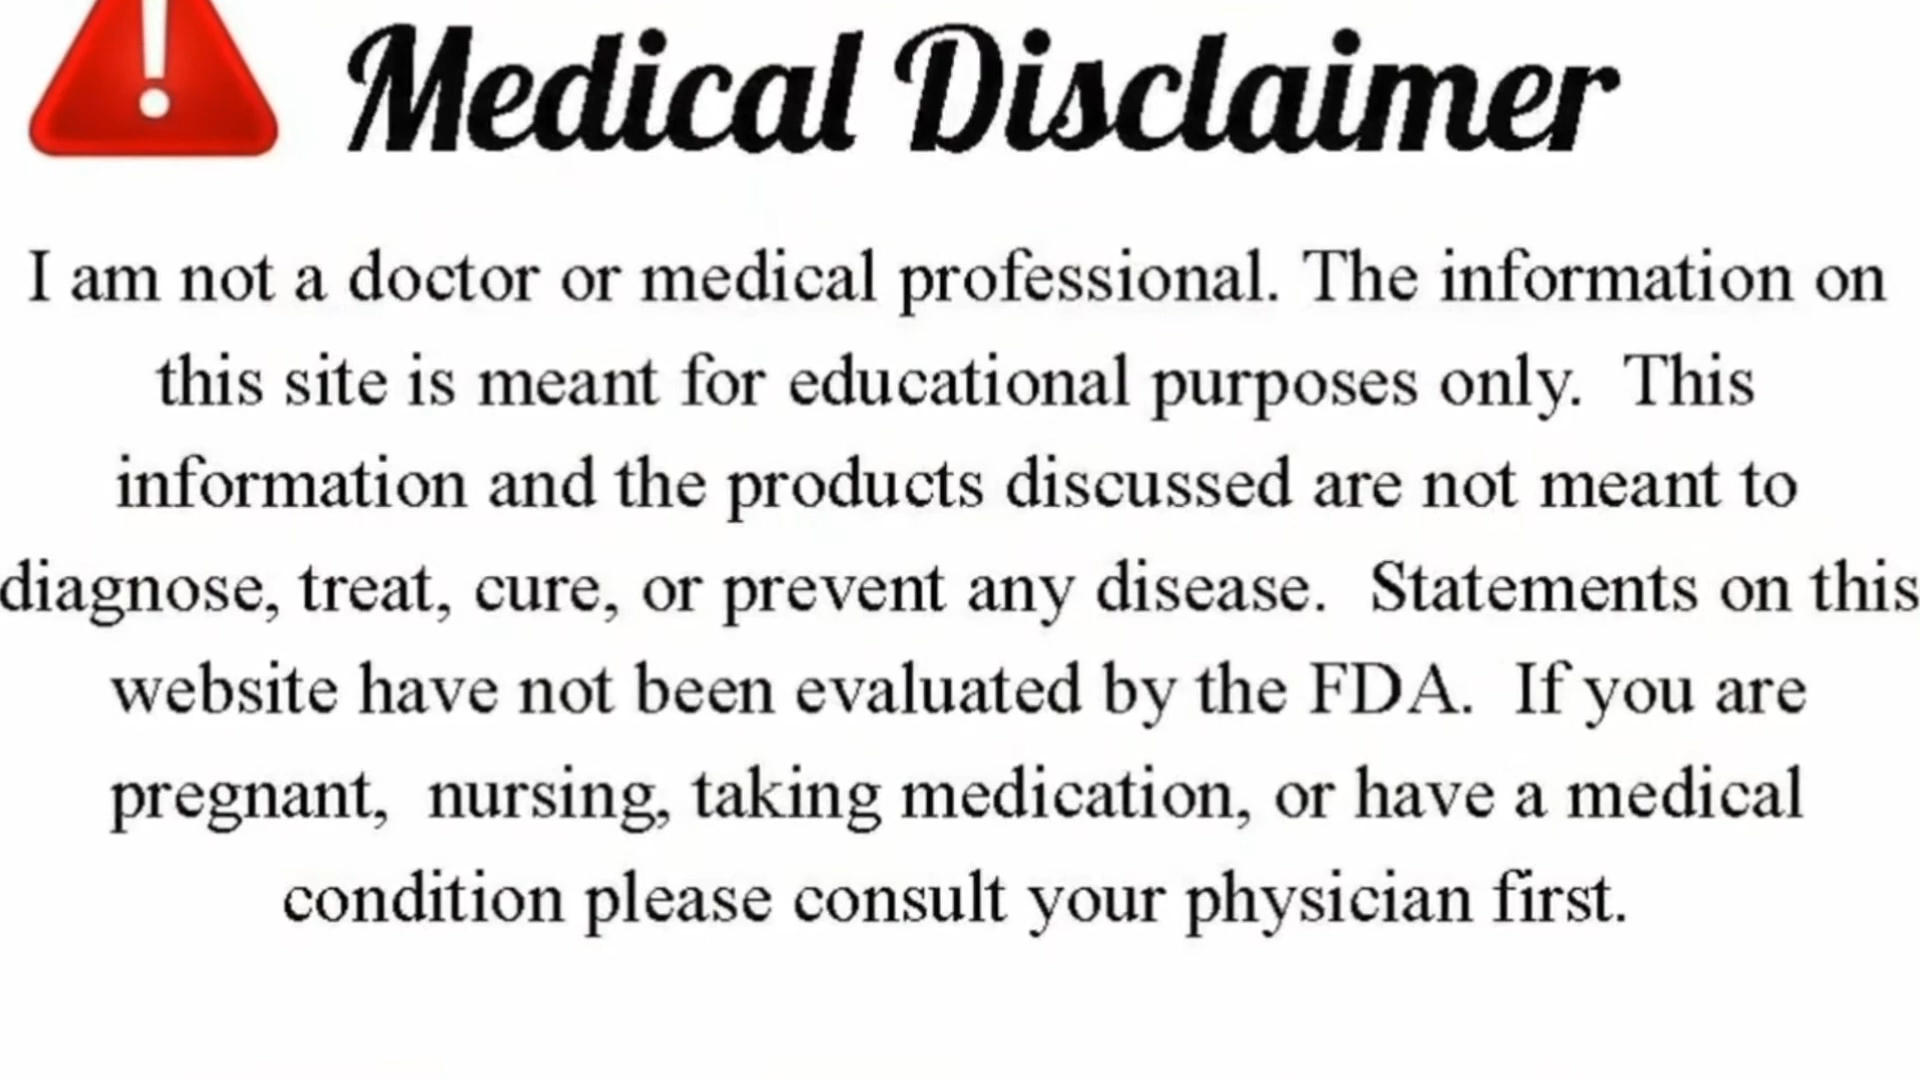 Medical Disclaimer
I am not a doctor or medical professional. The information on
this site is meant for educational purposes only.  This
information and the products discussed are not meant to
diagnose, treat, cure, or prevent any disease.  Statements on this
website have not been evaluated by the FDA.  If you are
pregnant,  nursing, taking medication, or have a medical
condition please consult your physician first.